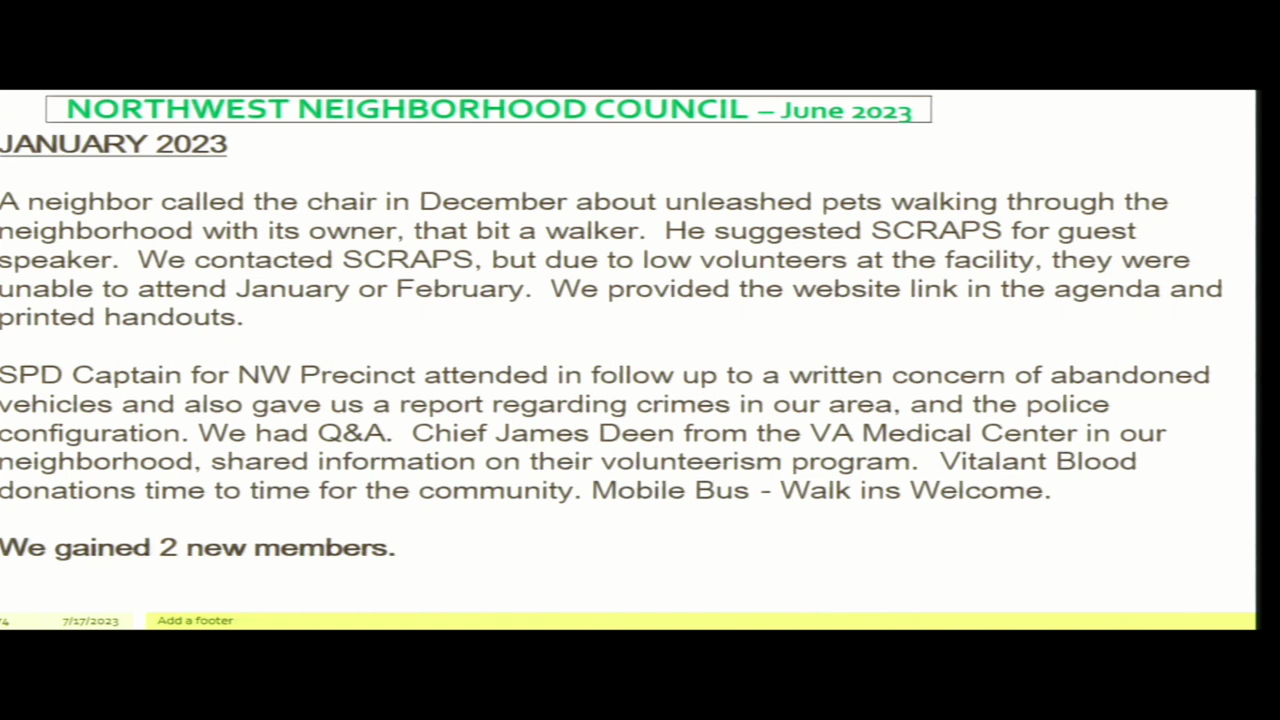 NORTHWEST NEIGHBORHOOD COUNCIL – June 2023
JANUARY 2023
A neighbor called the chair in December about unleashed pets walking through the
neighborhood with its owner, that bit a walker. He suggested SCRAPS for guest
speaker. We contacted SCRAPS, but due to low volunteers at the facility, they were
unable to attend January or February. We provided the website link in the agenda and
printed handouts.
SPD Captain for NW Precinct attended in follow up to a written concern of abandoned
vehicles and also gave us a report regarding crimes in our area, and the police
configuration. We had Q&A. Chief James Deen from the VA Medical Center in our
neighborhood, shared information on their volunteerism program. Vitalant Blood
donations time to time for the community. Mobile Bus - Walk ins Welcome.
We gained 2 new members.
7/17/2023 Add a footer